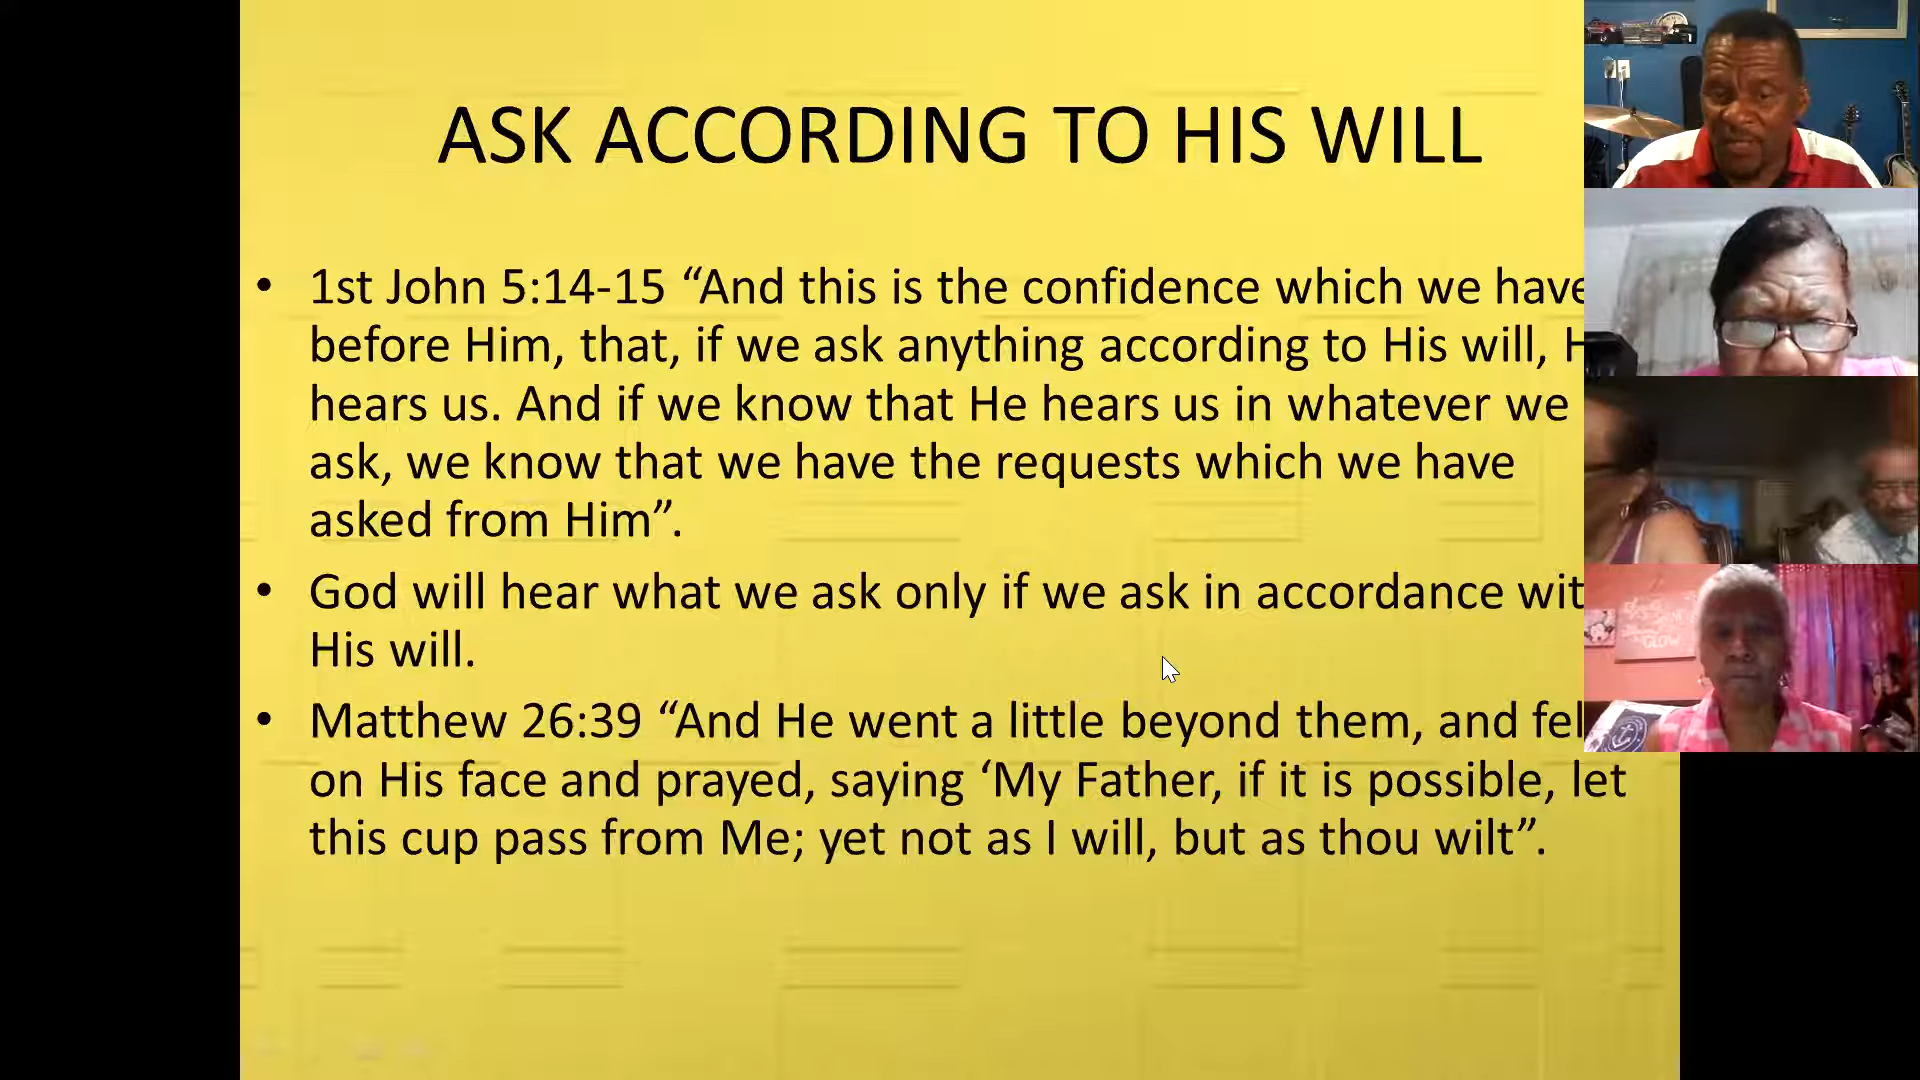 ASK ACCORDING TO HIS WILL
• 1st John 5:14-15 “And this is the confidence which we have
before Him, that, if we ask anything according to His will,
hears us. And if we know that He hears us in whatever we
ask, we know that we have the requests which we have
asked from Him”.
• God will hear what we ask only if we ask in accordance wit
His will.
• Matthew 26:39 “And He went a little beyond them, and fel
on His face and prayed, saying ‘My Father, if it is possible, let
this cup pass from Me; yet not as I will, but as thou wilt”.
GLOW